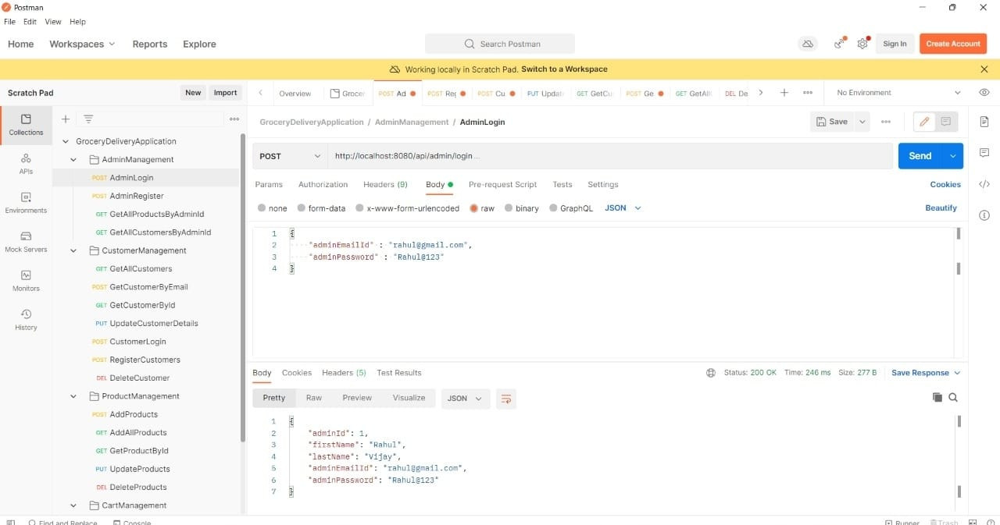 Postman
File Edit View Help
Home Workspaces Reports Explore Search Postman Sign In Create Account
Working locally in Scratch Pad. Switch to a Workspace
Scratch Pad New Import
Overview Grocer POST Ad POST Reg POST Cu PUT Updat GET GetCu POST Ge GET GetAll DEL De No Environment
Collections
APIs
Environments
Mock Servers
Monitors
History
GroceryDeliveryApplication
AdminManagement
POST AdminLogin
POST AdminRegister
GET GetAllProductsByAdminId
GET GetAllCustomersByAdminId
CustomerManagement
GET GetAllCustomers
POST GetCustomerByEmail
GET GetCustomerById
PUT UpdateCustomerDetails
POST CustomerLogin
POST RegisterCustomers
DEL DeleteCustomer
ProductManagement
POST AddProducts
GET AddAllProducts
GET GetProductById
PUT UpdateProducts
DEL DeleteProducts
CartManagement
GroceryDeliveryApplication / AdminManagement / AdminLogin Save
POST http://localhost:8080/api/admin/login ... Send
Params Authorization Headers (9) Body Pre-request Script Tests Settings Cookies
none form-data x-www-form-urlencoded raw binary GraphQL JSON Beautify
1 {
2 "adminEmailId" : "rahul@gmail.com",
3 "adminPassword" : "Rahul@123"
4 }
Body Cookies Headers (5) Test Results Status: 200 OK Time: 246 ms Size: 277 B Save Response
Pretty Raw Preview Visualize JSON
1 {
2 "adminId": 1,
3 "firstName": "Rahul",
4 "lastName": "Vijay",
5 "adminEmailId": "rahul@gmail.com",
6 "adminPassword": "Rahul@123"
7 }
Find and Replace Console Runner Trash